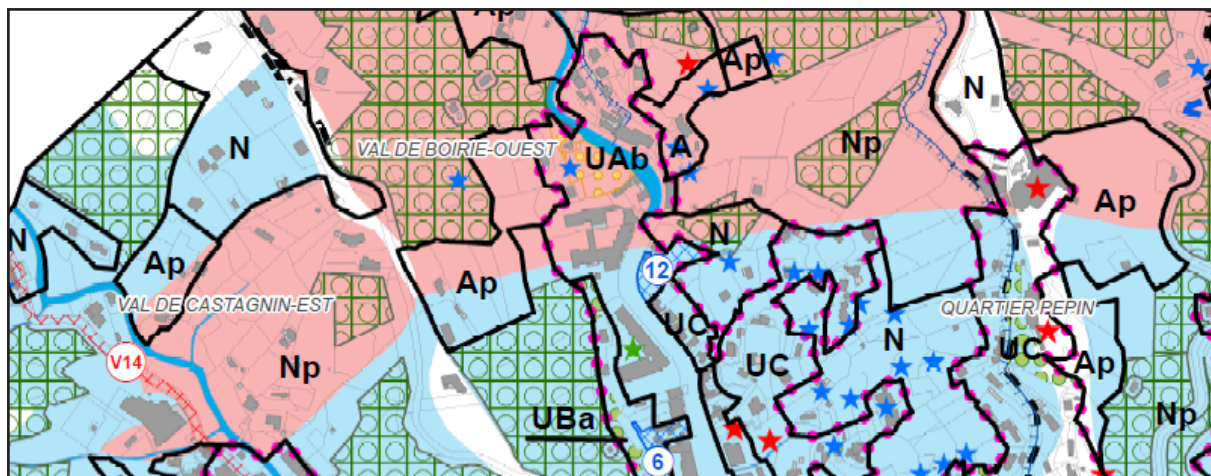 Ap
Ap
N
N
VAL DE BOIRIE-OUEST
UAb
A
Np
Ap
N
N
Ap
Ap
12
VAL DE CASTAGNIN-EST
QUARTIER PEPIN
UC
N
V14
Np
UC
UC
Ap
UBa
Np
6